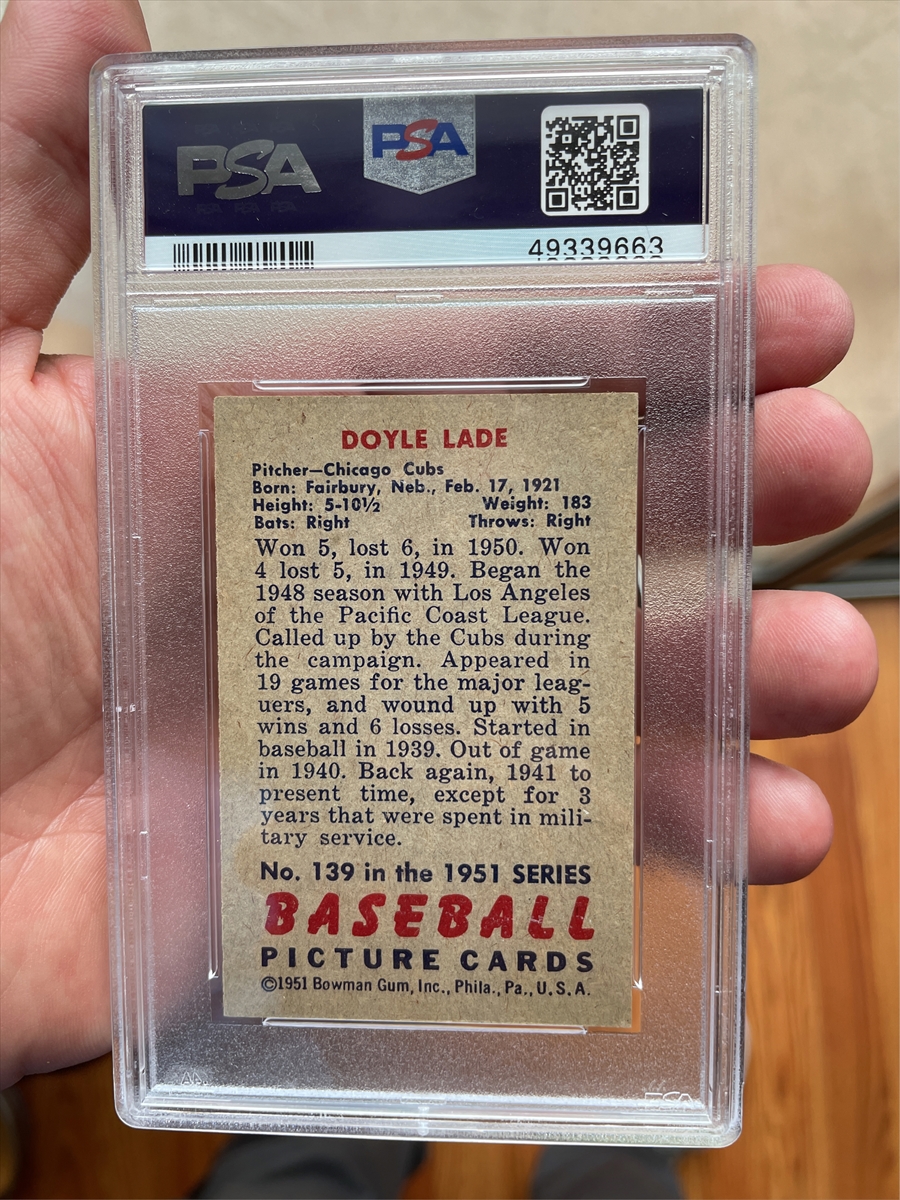 PSA
PSA
49339663
DOYLE LADE
Pitcher—Chicago Cubs
Born: Fairbury, Neb., Feb. 17, 1921
Height: 5-10½ Weight: 183
Bats: Right Throws: Right
Won 5, lost 6, in 1950. Won
4 lost 5, in 1949. Began the
1948 season with Los Angeles
of the Pacific Coast League.
Called up by the Cubs during
the campaign. Appeared in
19 games for the major leag-
uers, and wound up with 5
wins and 6 losses. Started in
baseball in 1939. Out of game
in 1940. Back again, 1941 to
present time, except for 3
years that were spent in mili-
tary service.
No. 139 in the 1951 SERIES
BASEBALL
PICTURE CARDS
©1951 Bowman Gum, Inc., Phila., Pa., U.S.A.
PSA